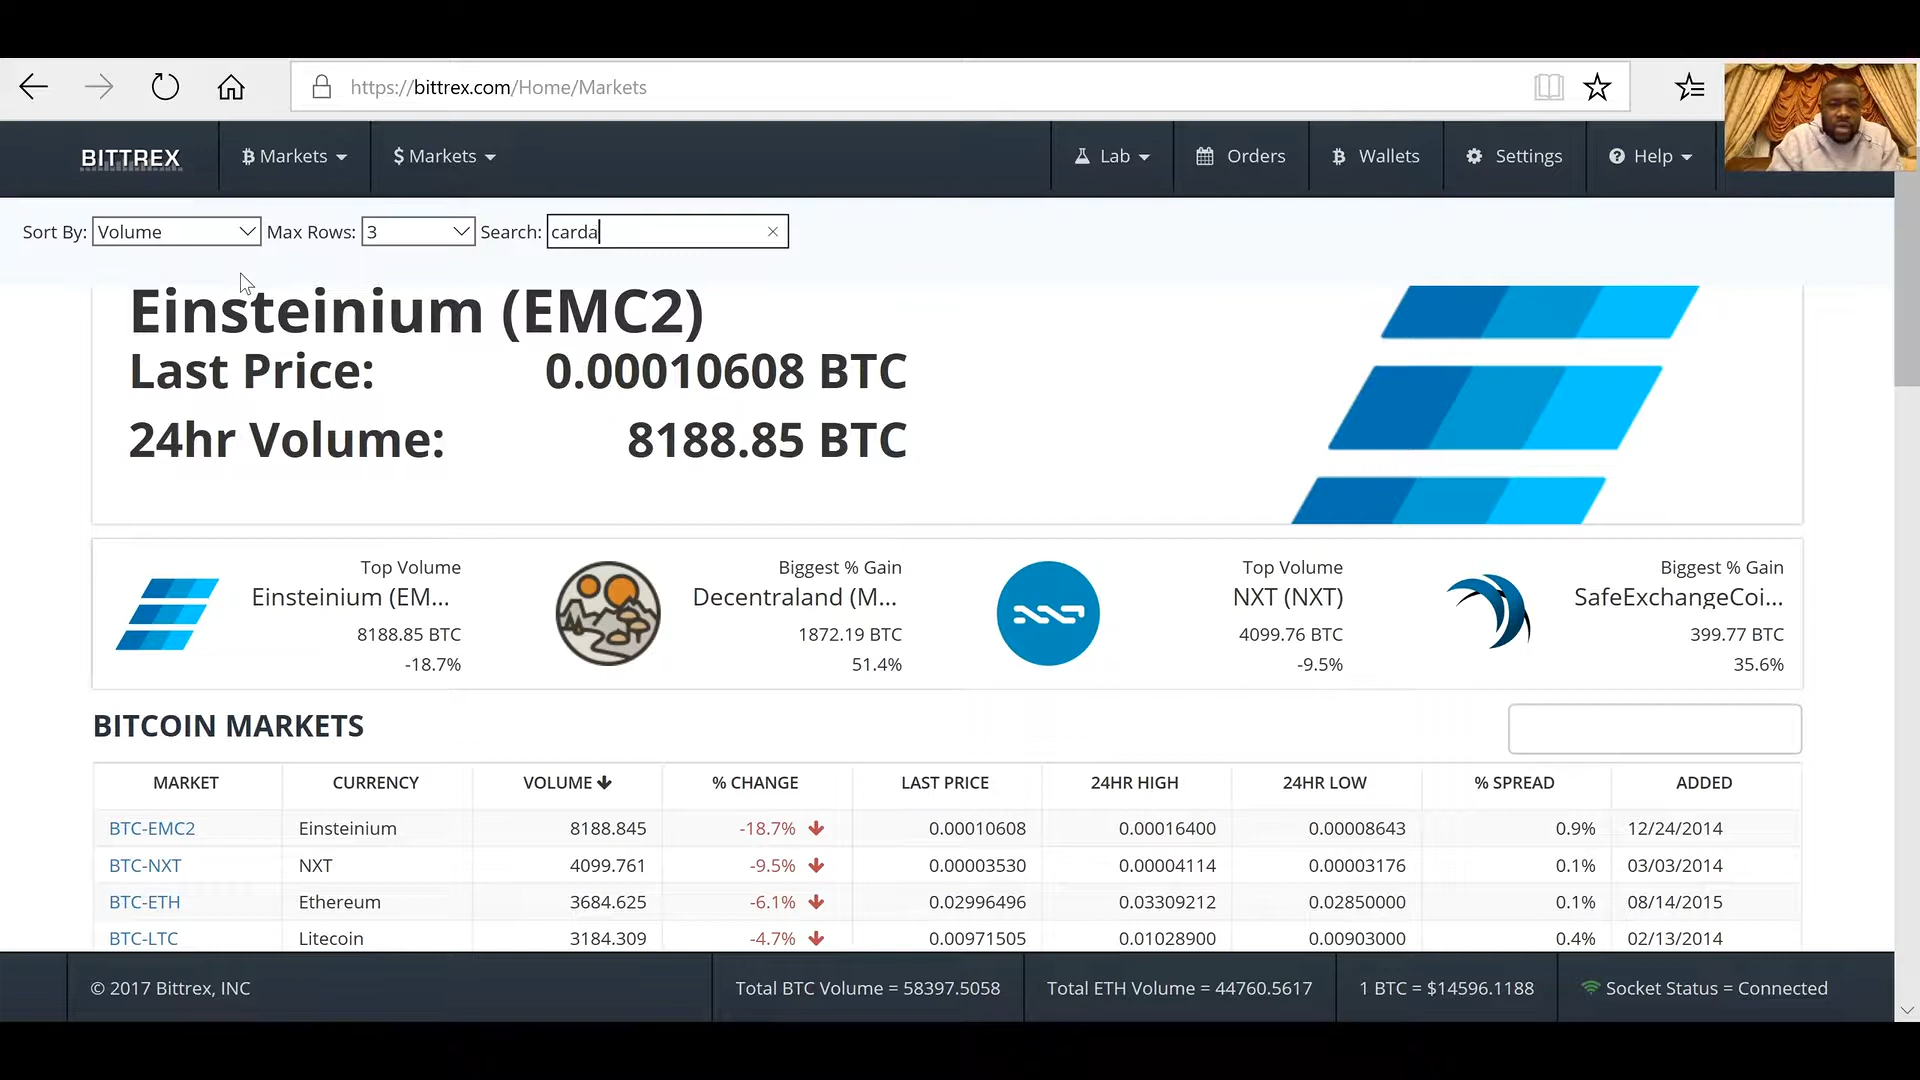 https://bittrex.com/Home/Markets
BITTREX
Markets
$ Markets
Lab
Orders
Wallets
Settings
Help
Sort By: Volume Max Rows: 3 Search: carda
Einsteinium (EMC2)
Last Price: 0.00010608 BTC
24hr Volume: 8188.85 BTC
Top Volume
Einsteinium (EM...
8188.85 BTC
-18.7%
Biggest % Gain
Decentraland (M...
1872.19 BTC
51.4%
Top Volume
NXT (NXT)
4099.76 BTC
-9.5%
Biggest % Gain
SafeExchangeCoi...
399.77 BTC
35.6%
BITCOIN MARKETS
MARKET CURRENCY VOLUME % CHANGE LAST PRICE 24HR HIGH 24HR LOW % SPREAD ADDED
BTC-EMC2 Einsteinium 8188.845 -18.7% 0.00010608 0.00016400 0.00008643 0.9% 12/24/2014
BTC-NXT NXT 4099.761 -9.5% 0.00003530 0.00004114 0.00003176 0.1% 03/03/2014
BTC-ETH Ethereum 3684.625 -6.1% 0.02996496 0.03309212 0.02850000 0.1% 08/14/2015
BTC-LTC Litecoin 3184.309 -4.7% 0.00971505 0.01028900 0.00903000 0.4% 02/13/2014
© 2017 Bittrex, INC
Total BTC Volume = 58397.5058
Total ETH Volume = 44760.5617
1 BTC = $14596.1188
Socket Status = Connected